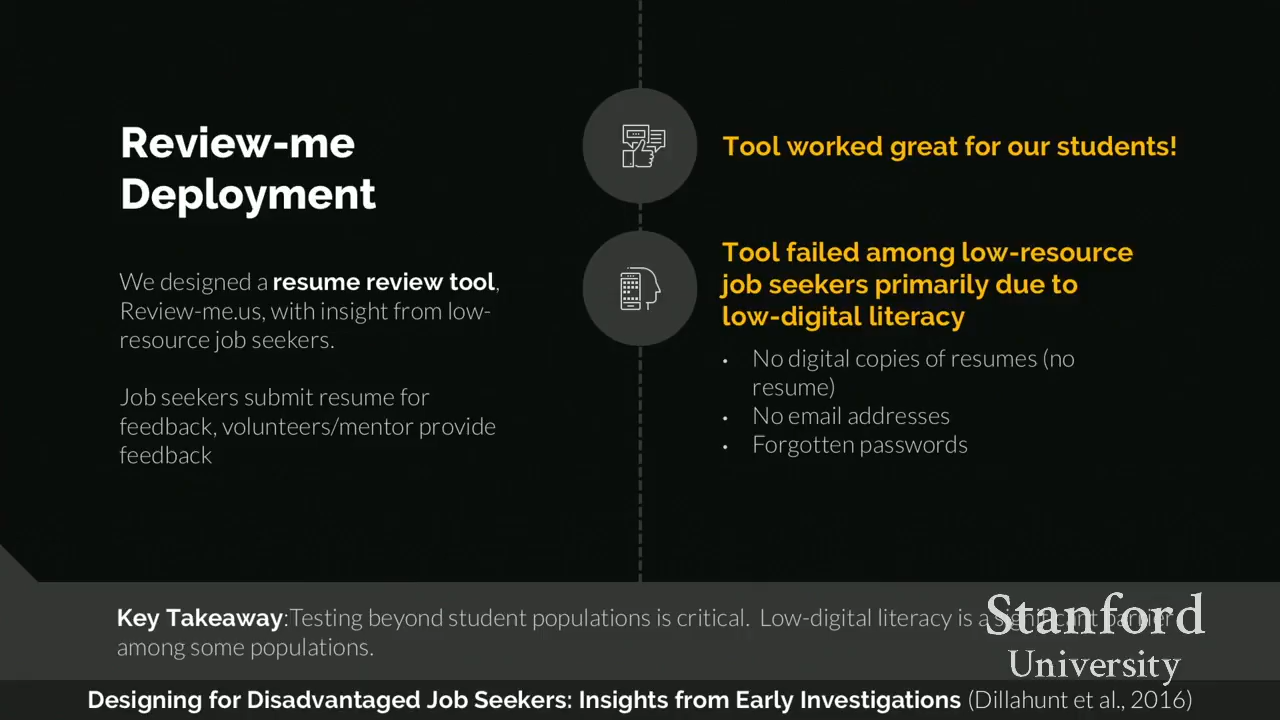 Review-me
Deployment
We designed a resume review tool,
Review-me.us, with insight from low-
resource job seekers.
Job seekers submit resume for
feedback, volunteers/mentor provide
feedback
Tool worked great for our students!
Tool failed among low-resource
job seekers primarily due to
low-digital literacy
• No digital copies of resumes (no
resume)
• No email addresses
• Forgotten passwords
Key Takeaway:Testing beyond student populations is critical. Low-digital literacy is a significant barrier
among some populations.
Stanford
University
Designing for Disadvantaged Job Seekers: Insights from Early Investigations (Dillahunt et al., 2016)